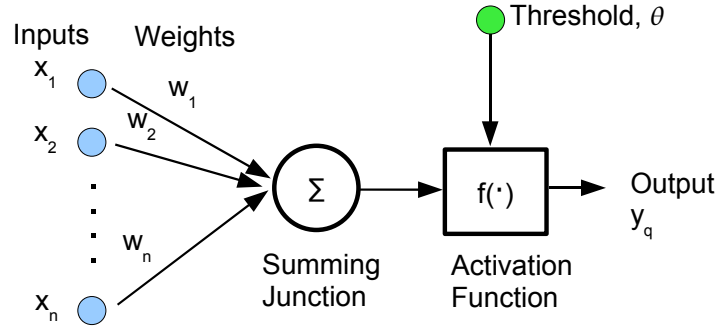 Inputs
Weights
Threshold, θ
x1
w1
x2
w2
Σ
f(·)
Output
yq
wn
Summing
Junction
Activation
Function
xn